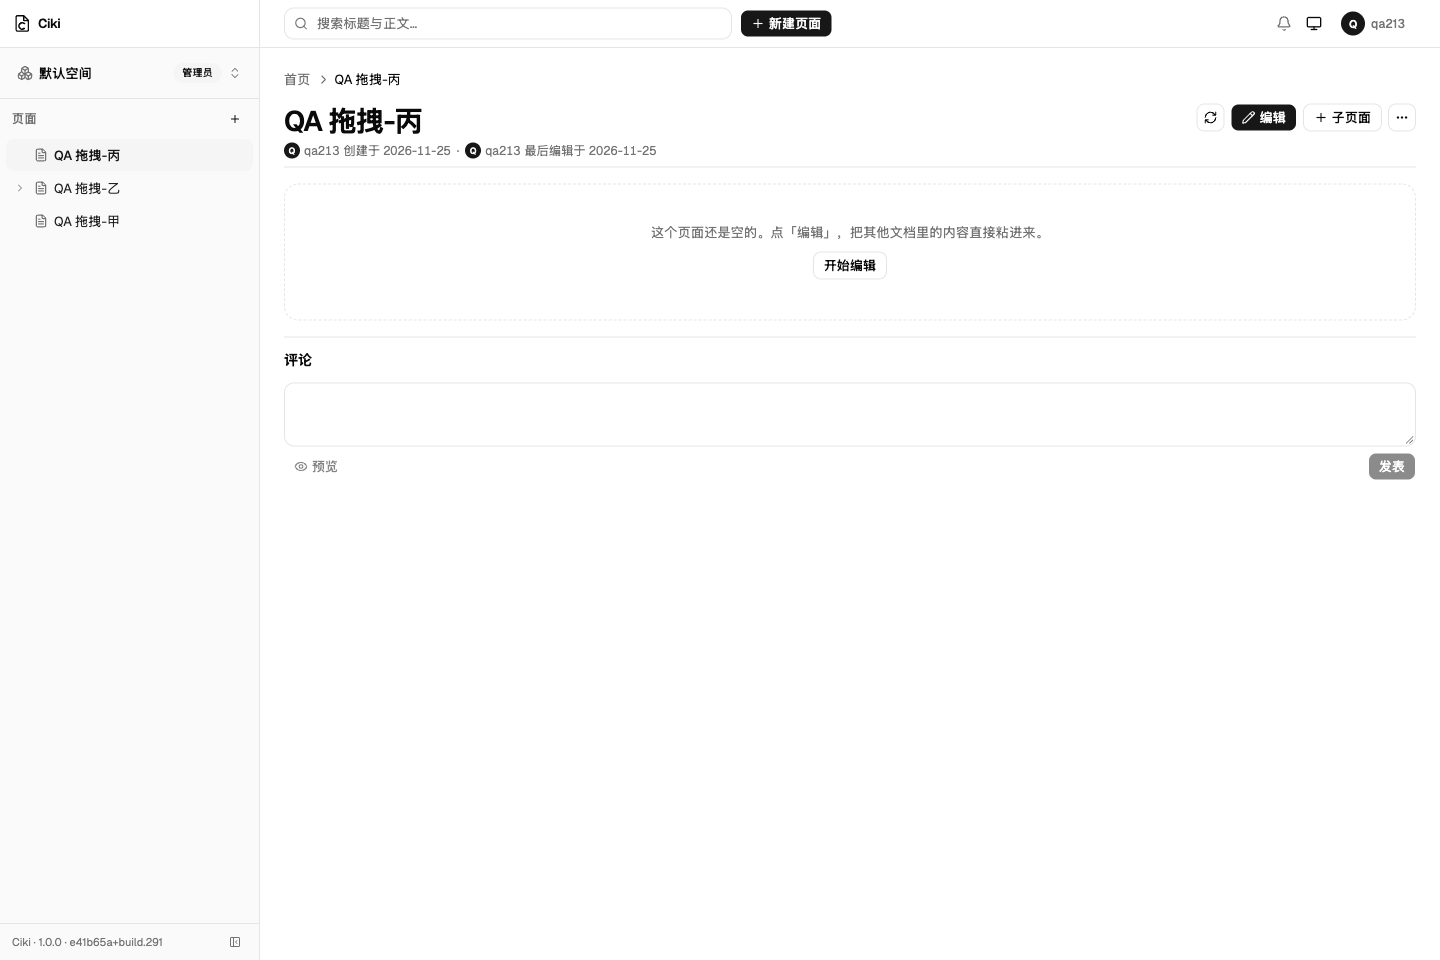 Ciki
搜索标题与正文…
新建页面
Q qa213
默认空间 管理员
页面
QA 拖拽-丙
QA 拖拽-乙
QA 拖拽-甲
首页 > QA 拖拽-丙
QA 拖拽-丙
编辑
子页面
Q qa213 创建于 2026-11-25 · Q qa213 最后编辑于 2026-11-25
这个页面还是空的。点「编辑」，把其他文档里的内容直接粘进来。
开始编辑
评论
预览
发表
Ciki · 1.0.0 · e41b65a+build.291